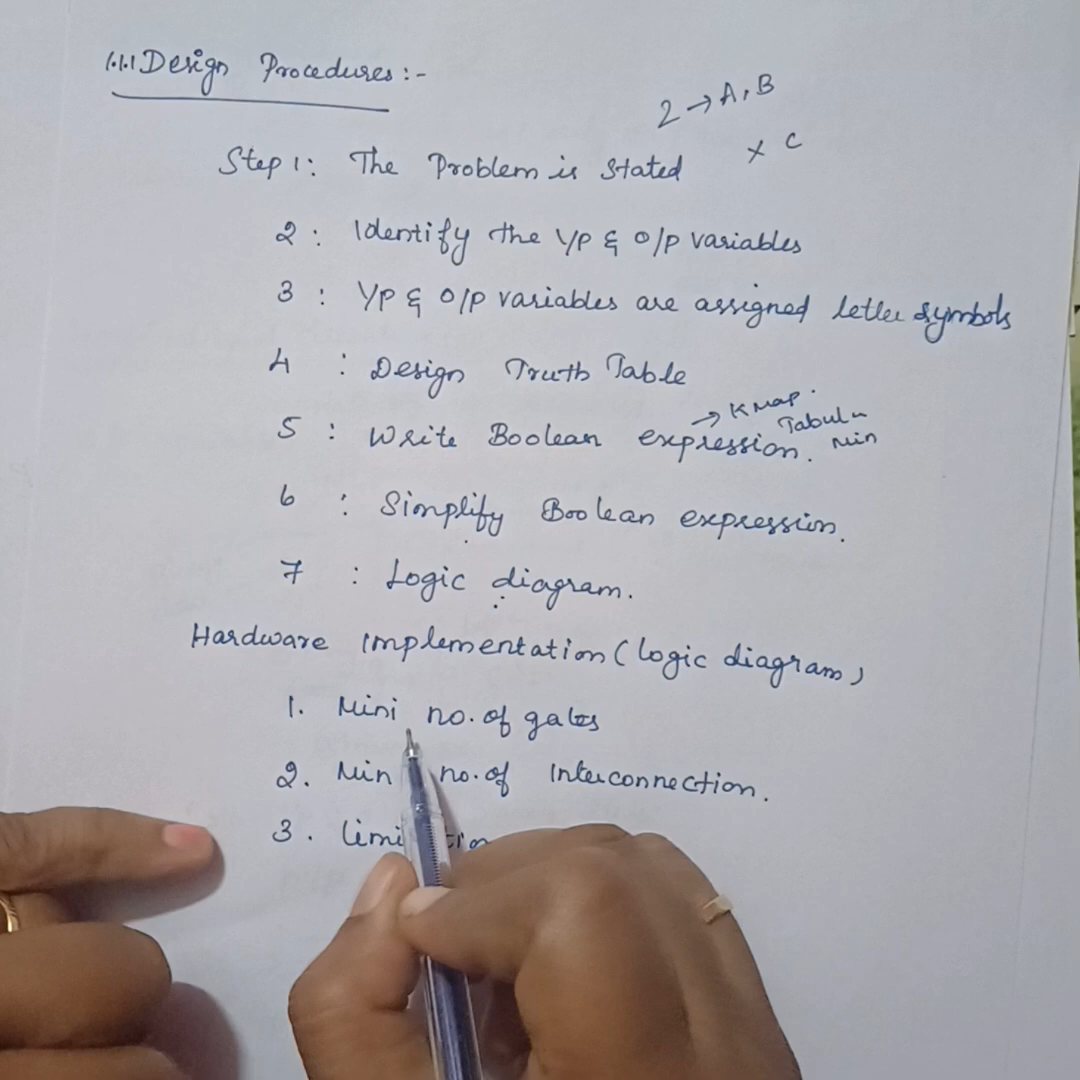 1.1.1 Design Procedures:-
2 → A, B
x C
Step 1: The Problem is stated
2 : Identify the I/p & o/p variables
3 : I/p & o/p variables are assigned letter symbols
4 : Design Truth Table
→ K Map.
Tabul
5 : Write Boolean expression. Min
6 : Simplify Boolean expression.
7 : Logic diagram.
Hardware Implementation (logic diagram)
1. Mini no. of gates
2. Min no. of Interconnection.
3.